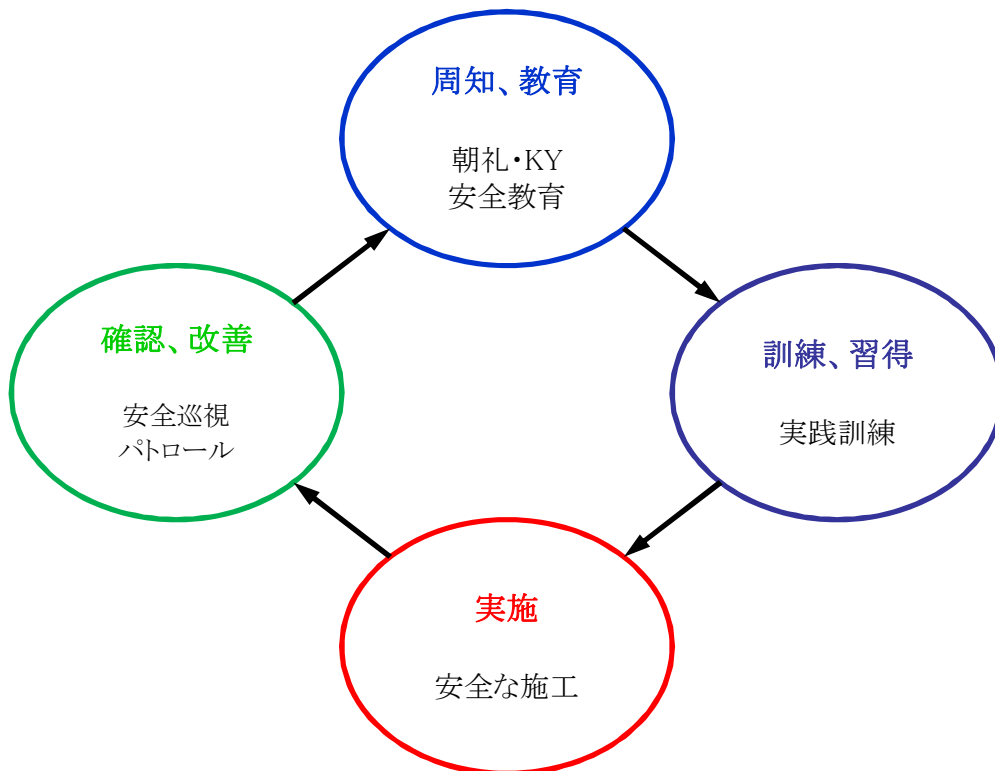 周知、教育
朝礼・KY
安全教育
確認、改善
安全巡視
パトロール
訓練、習得
実践訓練
実施
安全な施工